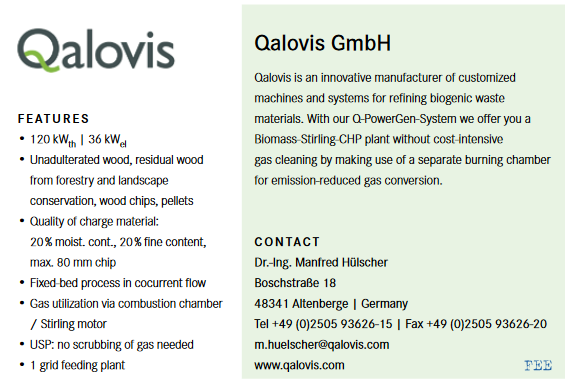 Qalovis
FEATURES
• 120 kWth | 36 kWel
• Unadulterated wood, residual wood
from forestry and landscape
conservation, wood chips, pellets
• Quality of charge material:
20 % moist. cont., 20 % fine content,
max. 80 mm chip
• Fixed-bed process in cocurrent flow
• Gas utilization via combustion chamber
/ Stirling motor
• USP: no scrubbing of gas needed
• 1 grid feeding plant
Qalovis GmbH
Qalovis is an innovative manufacturer of customized
machines and systems for refining biogenic waste
materials. With our Q-PowerGen-System we offer you a
Biomass-Stirling-CHP plant without cost-intensive
gas cleaning by making use of a separate burning chamber
for emission-reduced gas conversion.
CONTACT
Dr.-Ing. Manfred Hülscher
Boschstraße 18
48341 Altenberge | Germany
Tel +49 (0)2505 93626-15 | Fax +49 (0)2505 93626-20
m.huelscher@qalovis.com
www.qalovis.com
FEE